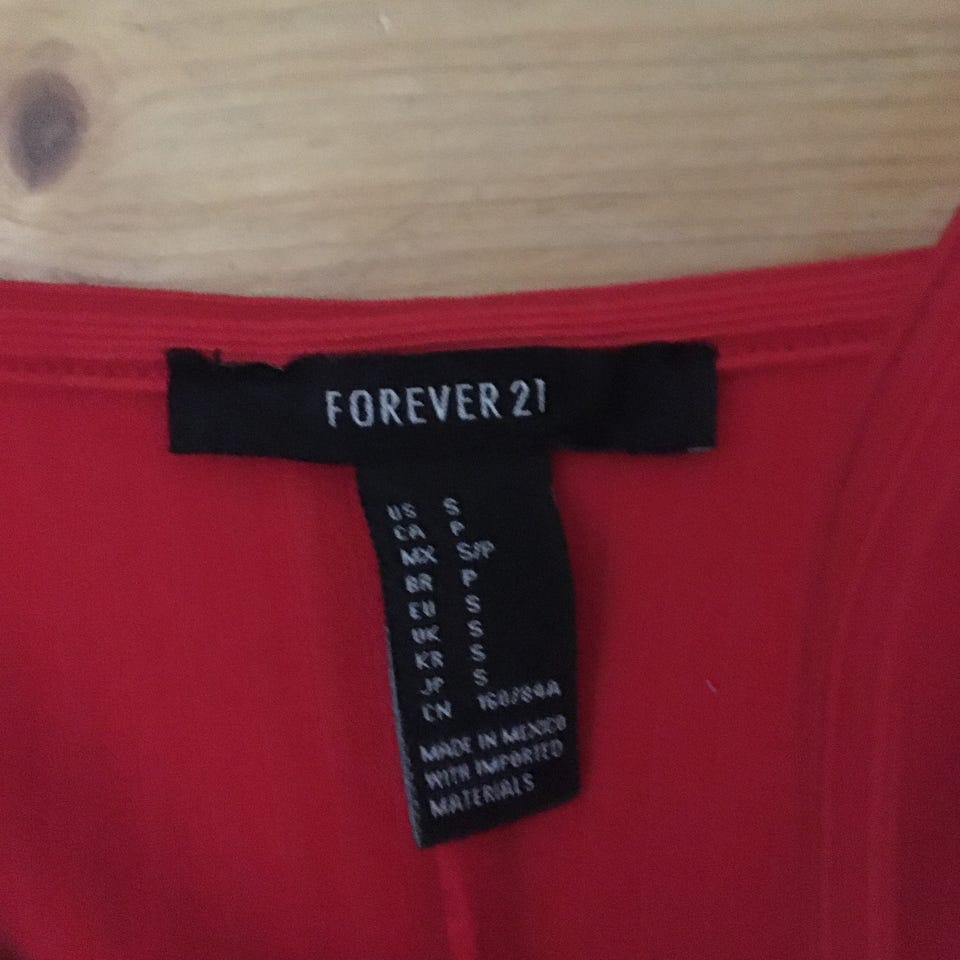 FOREVER 21
US S
CA P
MX S/P
BR P
EU S
UK S
KR S
JP S
CN 160/84A
MADE IN MEXICO
WITH IMPORTED
MATERIALS